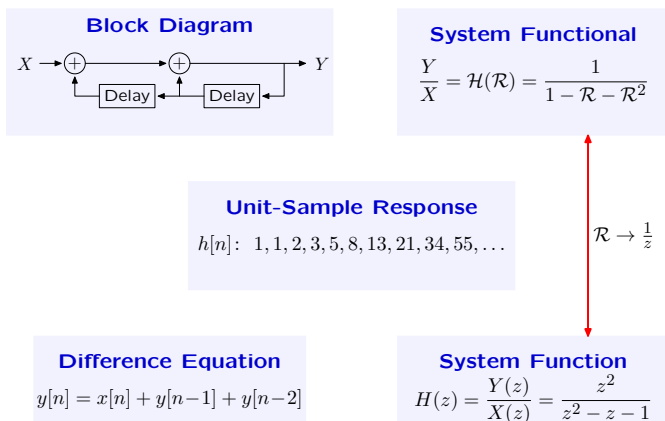 Block Diagram
X + + Y
Delay Delay
System Functional
Y/X = ℋ(ℛ) = 1/(1 − ℛ − ℛ²)
Unit-Sample Response
h[n]: 1, 1, 2, 3, 5, 8, 13, 21, 34, 55, . . .
ℛ → 1/z
Difference Equation
y[n] = x[n] + y[n−1] + y[n−2]
System Function
H(z) = Y(z)/X(z) = z²/(z² − z − 1)